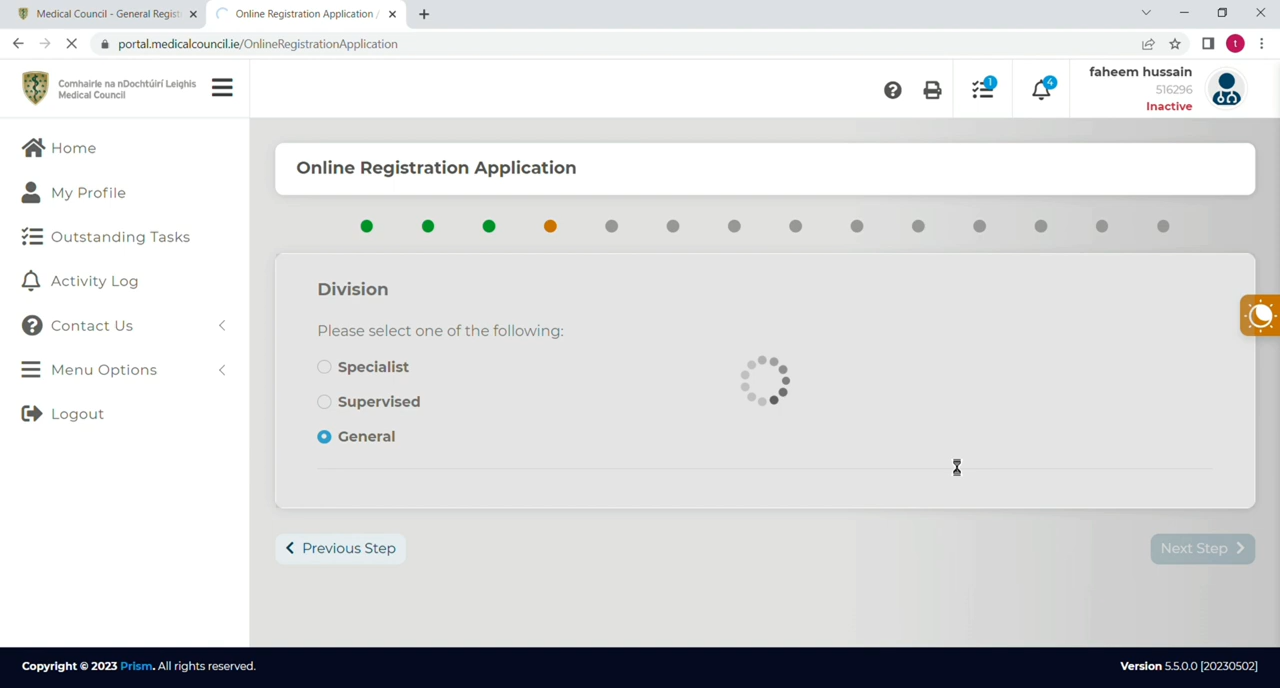 Medical Council - General Regist
Online Registration Application /
portal.medicalcouncil.ie/OnlineRegistrationApplication
t
Comhairle na nDochtúirí Leighis
Medical Council
1
4
faheem hussain
516296
Inactive
Home
My Profile
Outstanding Tasks
Activity Log
Contact Us
Menu Options
Logout
Online Registration Application
Division
Please select one of the following:
Specialist
Supervised
General
Previous Step
Next Step
Copyright © 2023 Prism. All rights reserved.
Version 5.5.0.0 [20230502]